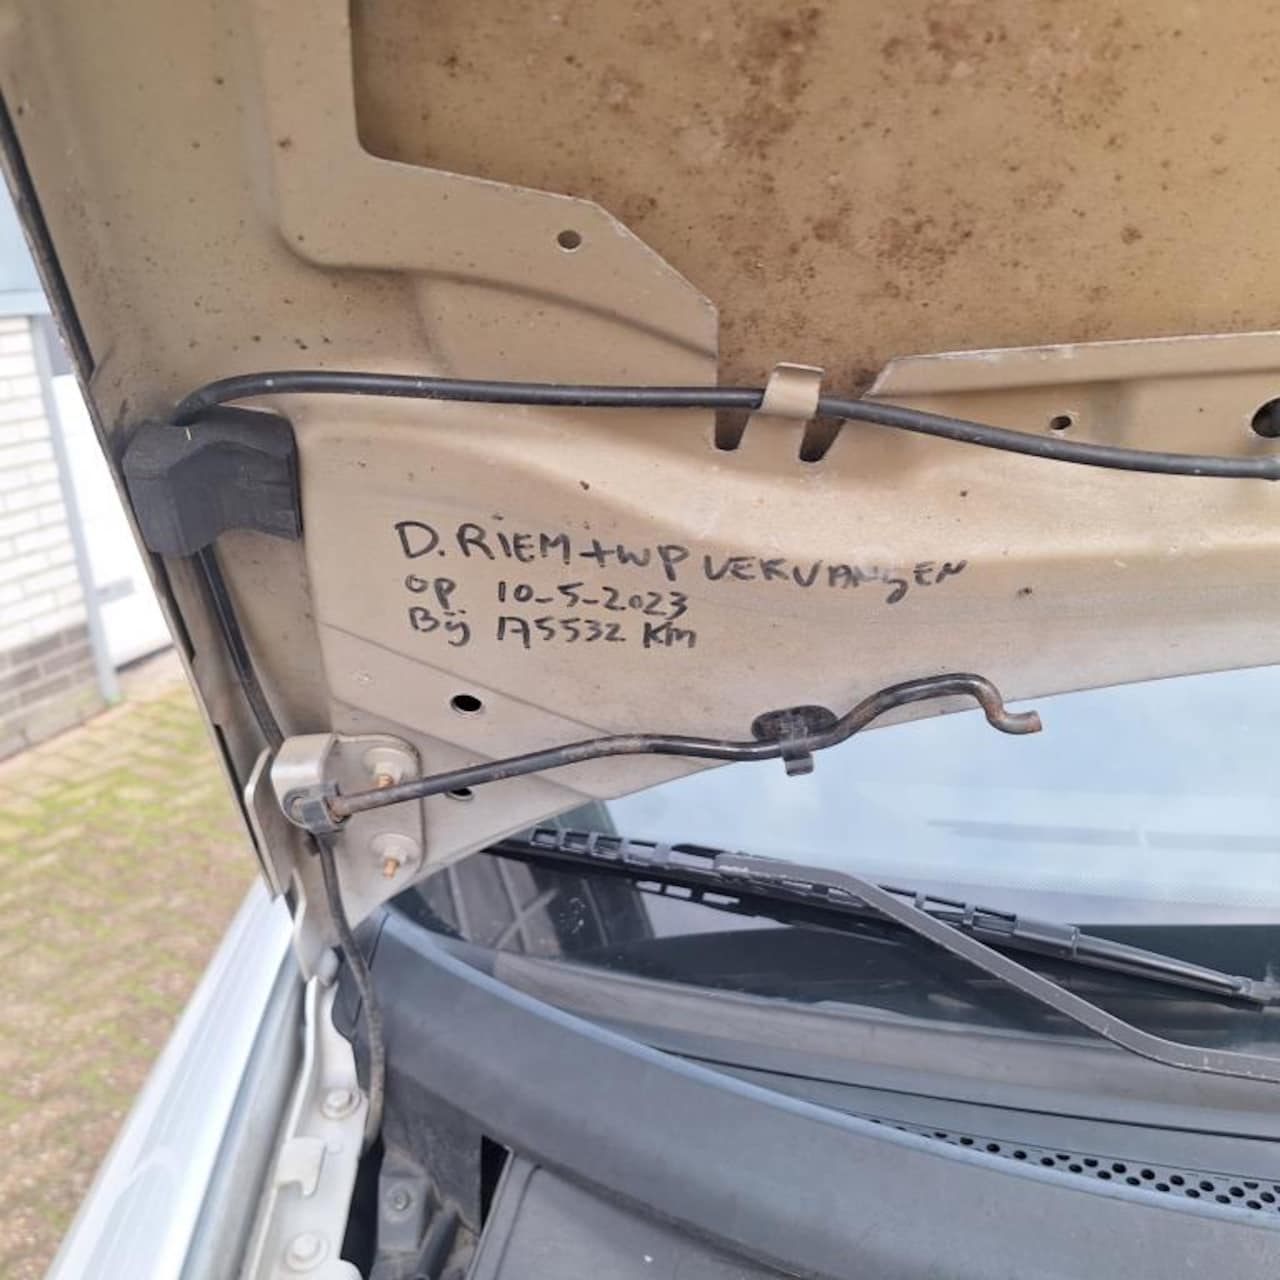 D. RIEM + WP VERVANGEN
op 10-5-2023
Bij 175532 Km